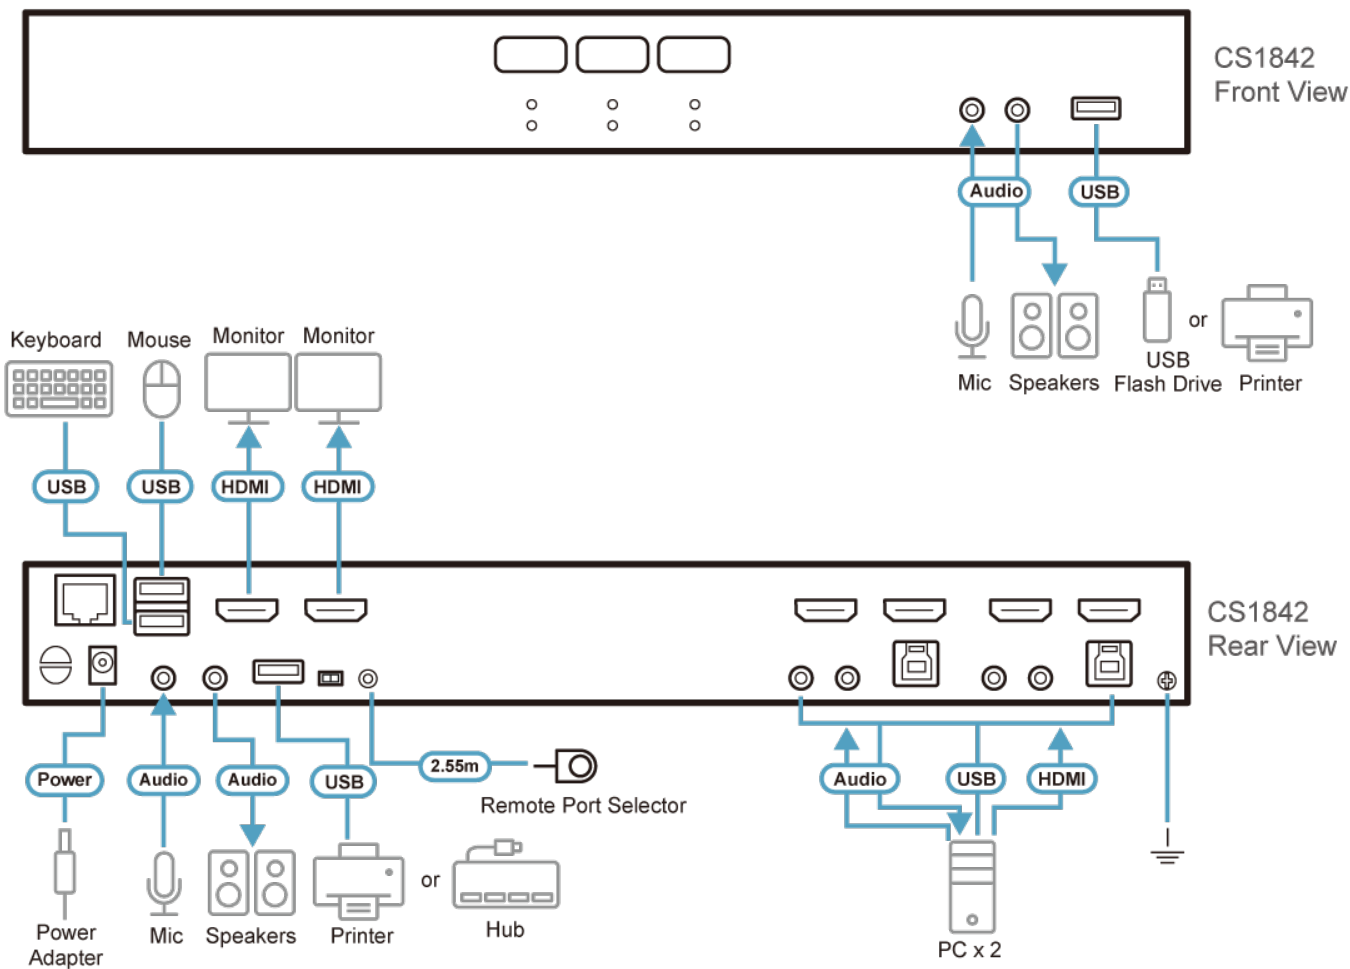 CS1842
Front View
Audio
USB
or
Mic
Speakers
USB
Flash Drive
Printer
Keyboard
Mouse
Monitor
Monitor
USB
USB
HDMI
HDMI
CS1842
Rear View
Power
Audio
Audio
USB
2.55m
Remote Port Selector
Audio
USB
HDMI
or
Power
Adapter
Mic
Speakers
Printer
Hub
PC x 2